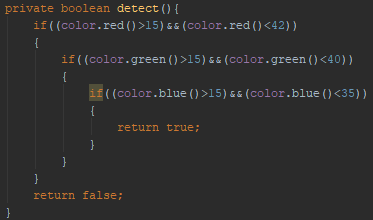 private boolean detect(){
if((color.red()>15)&&(color.red()<42))
{
if((color.green()>15)&&(color.green()<40))
{
if((color.blue()>15)&&(color.blue()<35))
{
return true;
}
}
}
return false;
}